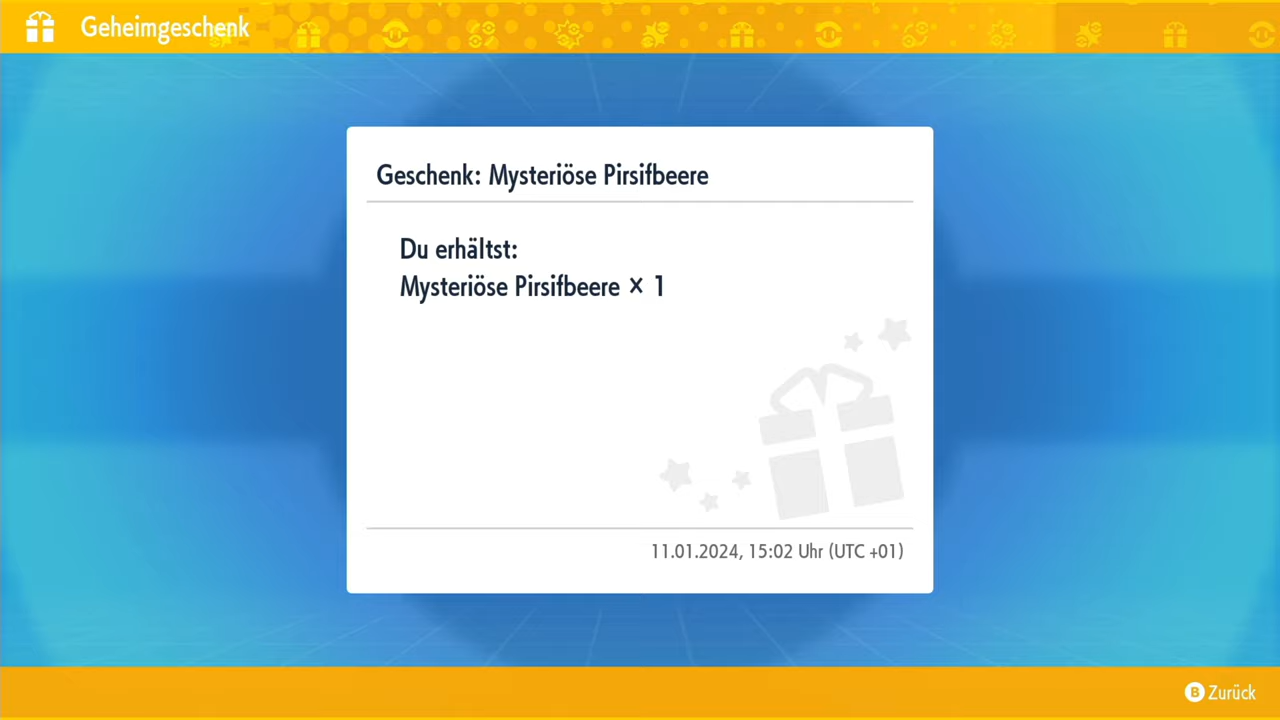 Geheimgeschenk
Geschenk: Mysteriöse Pirsifbeere
Du erhältst:
Mysteriöse Pirsifbeere × 1
11.01.2024, 15:02 Uhr (UTC +01)
B Zurück